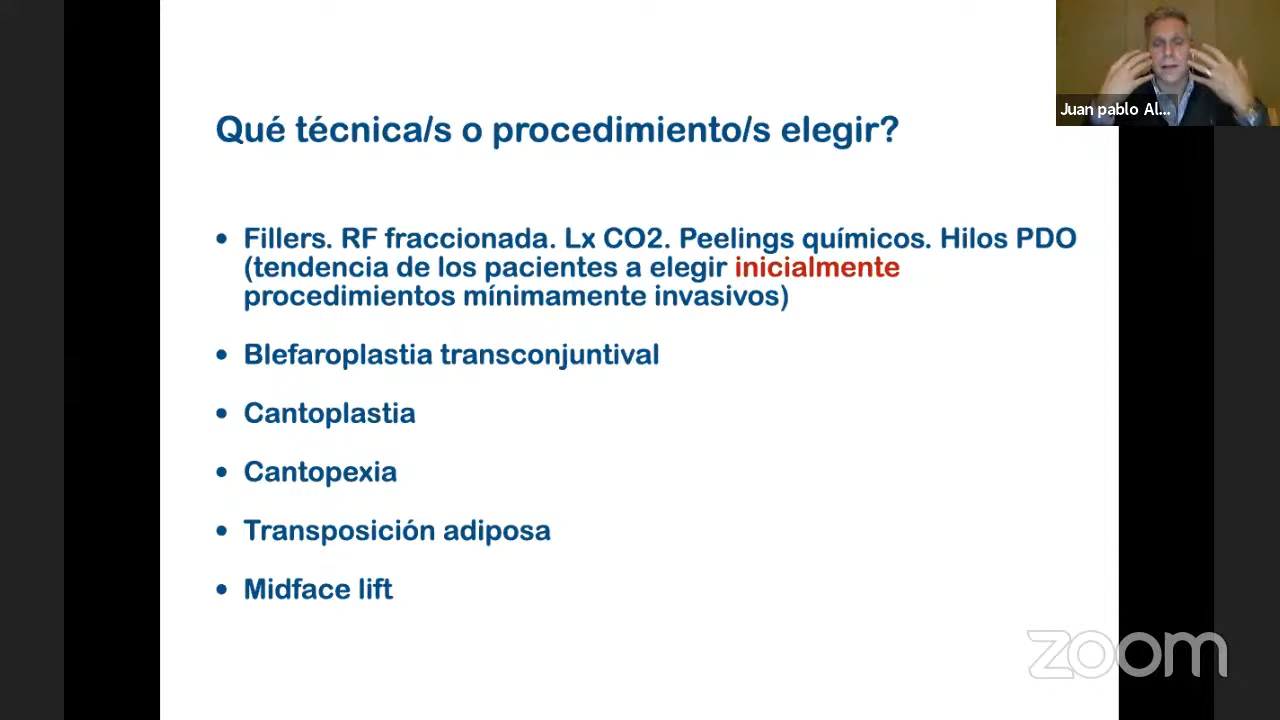 Juan pablo Al...
Qué técnica/s o procedimiento/s elegir?
• Fillers. RF fraccionada. Lx CO2. Peelings químicos. Hilos PDO
(tendencia de los pacientes a elegir inicialmente
procedimientos mínimamente invasivos)
• Blefaroplastia transconjuntival
• Cantoplastia
• Cantopexia
• Transposición adiposa
• Midface lift
zoom